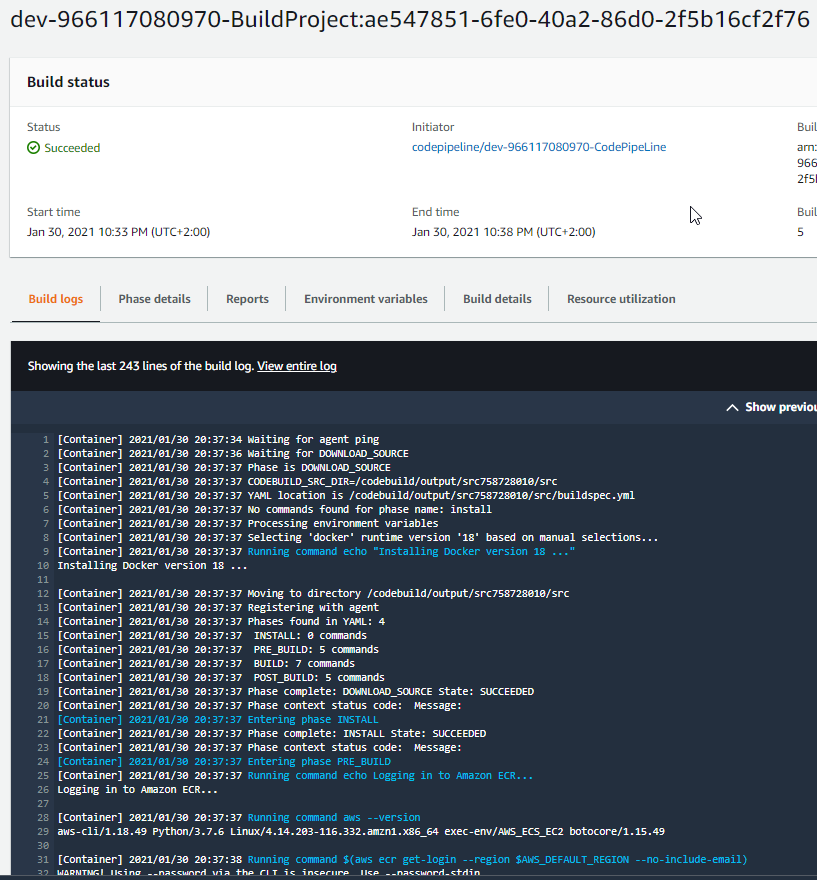 dev-966117080970-BuildProject:ae547851-6fe0-40a2-86d0-2f5b16cf2f76
Build status
Status
Initiator
Buil
Succeeded
codepipeline/dev-966117080970-CodePipeLine
arn:
966
2f5l
Start time
End time
Buil
Jan 30, 2021 10:33 PM (UTC+2:00)
Jan 30, 2021 10:38 PM (UTC+2:00)
5
Build logs
Phase details
Reports
Environment variables
Build details
Resource utilization
Showing the last 243 lines of the build log. View entire log
Show previou
1 [Container] 2021/01/30 20:37:34 Waiting for agent ping
2 [Container] 2021/01/30 20:37:36 Waiting for DOWNLOAD_SOURCE
3 [Container] 2021/01/30 20:37:37 Phase is DOWNLOAD_SOURCE
4 [Container] 2021/01/30 20:37:37 CODEBUILD_SRC_DIR=/codebuild/output/src758728010/src
5 [Container] 2021/01/30 20:37:37 YAML location is /codebuild/output/src758728010/src/buildspec.yml
6 [Container] 2021/01/30 20:37:37 No commands found for phase name: install
7 [Container] 2021/01/30 20:37:37 Processing environment variables
8 [Container] 2021/01/30 20:37:37 Selecting 'docker' runtime version '18' based on manual selections...
9 [Container] 2021/01/30 20:37:37 Running command echo "Installing Docker version 18 ..."
10 Installing Docker version 18 ...
11
12 [Container] 2021/01/30 20:37:37 Moving to directory /codebuild/output/src758728010/src
13 [Container] 2021/01/30 20:37:37 Registering with agent
14 [Container] 2021/01/30 20:37:37 Phases found in YAML: 4
15 [Container] 2021/01/30 20:37:37  INSTALL: 0 commands
16 [Container] 2021/01/30 20:37:37  PRE_BUILD: 5 commands
17 [Container] 2021/01/30 20:37:37  BUILD: 7 commands
18 [Container] 2021/01/30 20:37:37  POST_BUILD: 5 commands
19 [Container] 2021/01/30 20:37:37 Phase complete: DOWNLOAD_SOURCE State: SUCCEEDED
20 [Container] 2021/01/30 20:37:37 Phase context status code:  Message:
21 [Container] 2021/01/30 20:37:37 Entering phase INSTALL
22 [Container] 2021/01/30 20:37:37 Phase complete: INSTALL State: SUCCEEDED
23 [Container] 2021/01/30 20:37:37 Phase context status code:  Message:
24 [Container] 2021/01/30 20:37:37 Entering phase PRE_BUILD
25 [Container] 2021/01/30 20:37:37 Running command echo Logging in to Amazon ECR...
26 Logging in to Amazon ECR...
27
28 [Container] 2021/01/30 20:37:37 Running command aws --version
29 aws-cli/1.18.49 Python/3.7.6 Linux/4.14.203-116.332.amzn1.x86_64 exec-env/AWS_ECS_EC2 botocore/1.15.49
30
31 [Container] 2021/01/30 20:37:38 Running command $(aws ecr get-login --region $AWS_DEFAULT_REGION --no-include-email)
32 WARNING! Using --password via the CLI is insecure. Use --password-stdin.